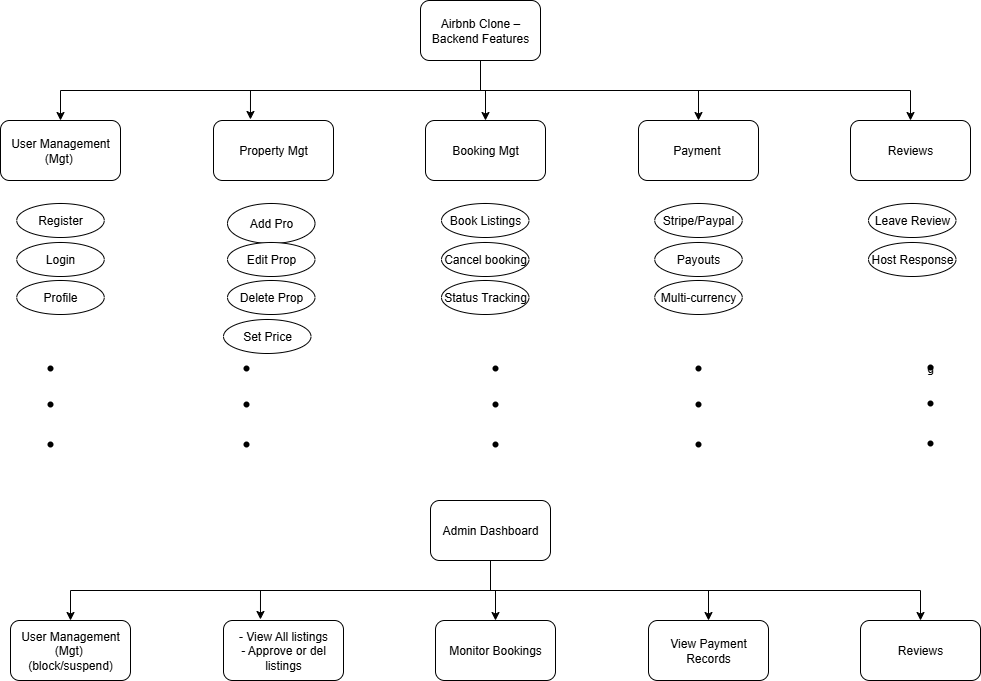 Airbnb Clone –
Backend Features
User Management
(Mgt)
Property Mgt
Booking Mgt
Payment
Reviews
Register
Add Pro
Book Listings
Stripe/Paypal
Leave Review
Login
Edit Prop
Cancel booking
Payouts
Host Response
Profile
Delete Prop
Status Tracking
Multi-currency
Set Price
g
Admin Dashboard
User Management
(Mgt)
(block/suspend)
- View All listings
- Approve or del
listings
Monitor Bookings
View Payment
Records
Reviews